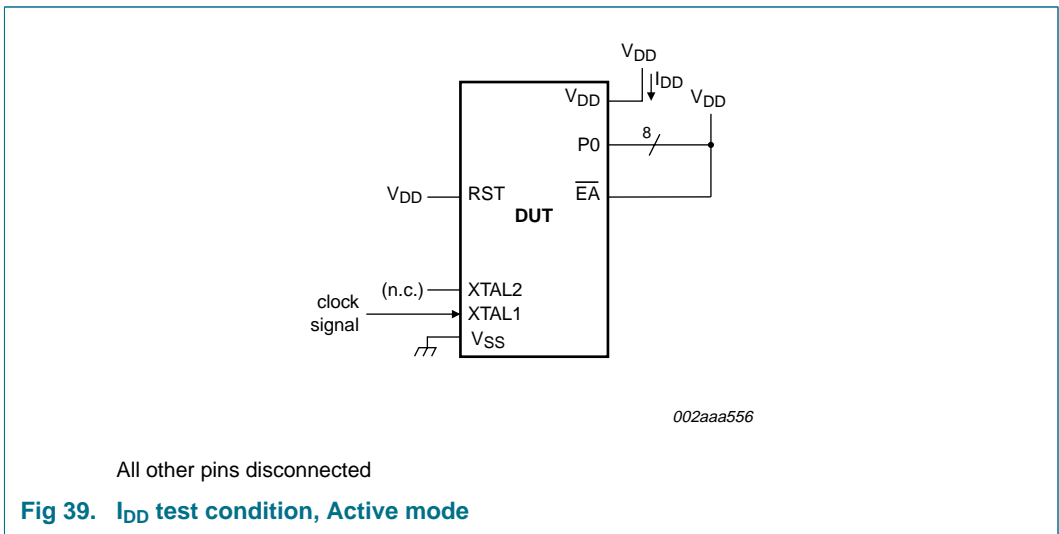 VDD
IDD
VDD
VDD
8
P0
VDD
RST
EA
DUT
(n.c.)
XTAL2
clock
signal
XTAL1
VSS
002aaa556
All other pins disconnected
Fig 39. IDD test condition, Active mode